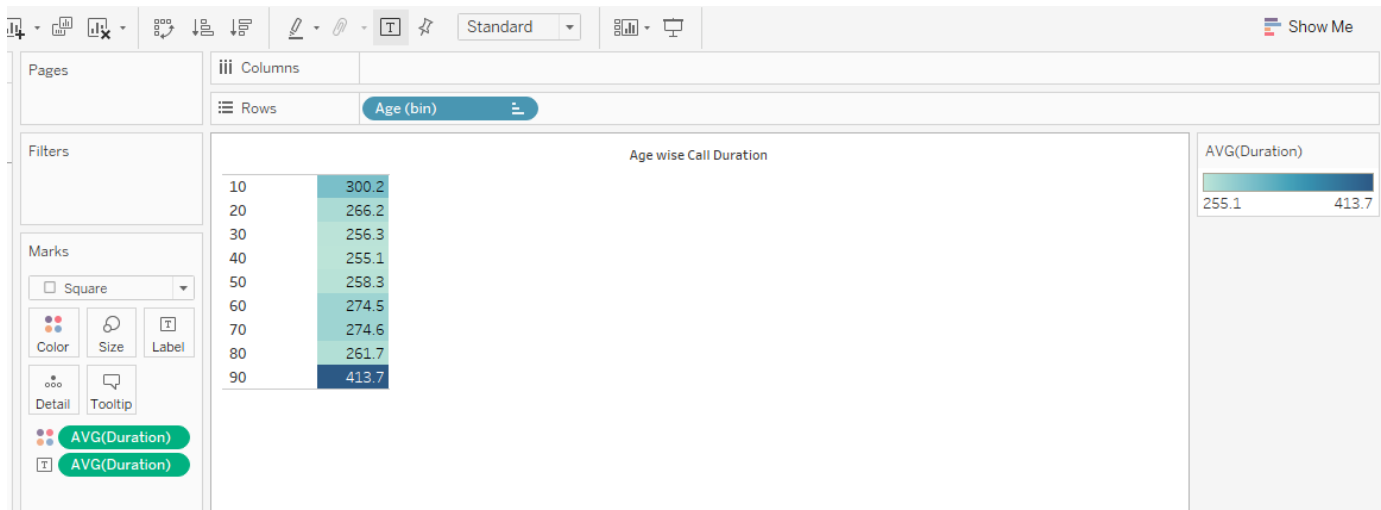 Standard
Show Me
Pages
Columns
Rows
Age (bin)
Filters
Age wise Call Duration
AVG(Duration)
255.1 413.7
10 300.2
20 266.2
30 256.3
40 255.1
50 258.3
60 274.5
70 274.6
80 261.7
90 413.7
Marks
Square
Color Size Label
Detail Tooltip
AVG(Duration)
T AVG(Duration)